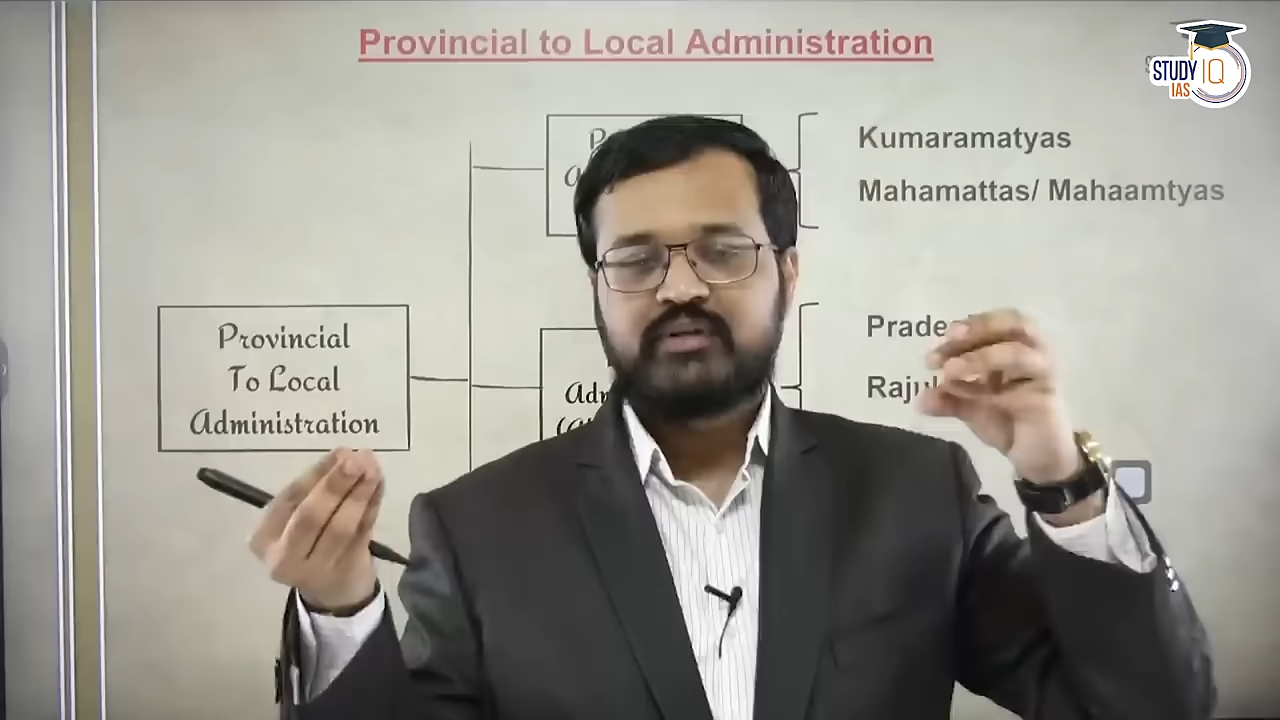 Provincial to Local Administration
STUDY IQ
IAS
Kumaramatyas
Mahamattas/ Mahaamtyas
Provincial
To Local
Administration